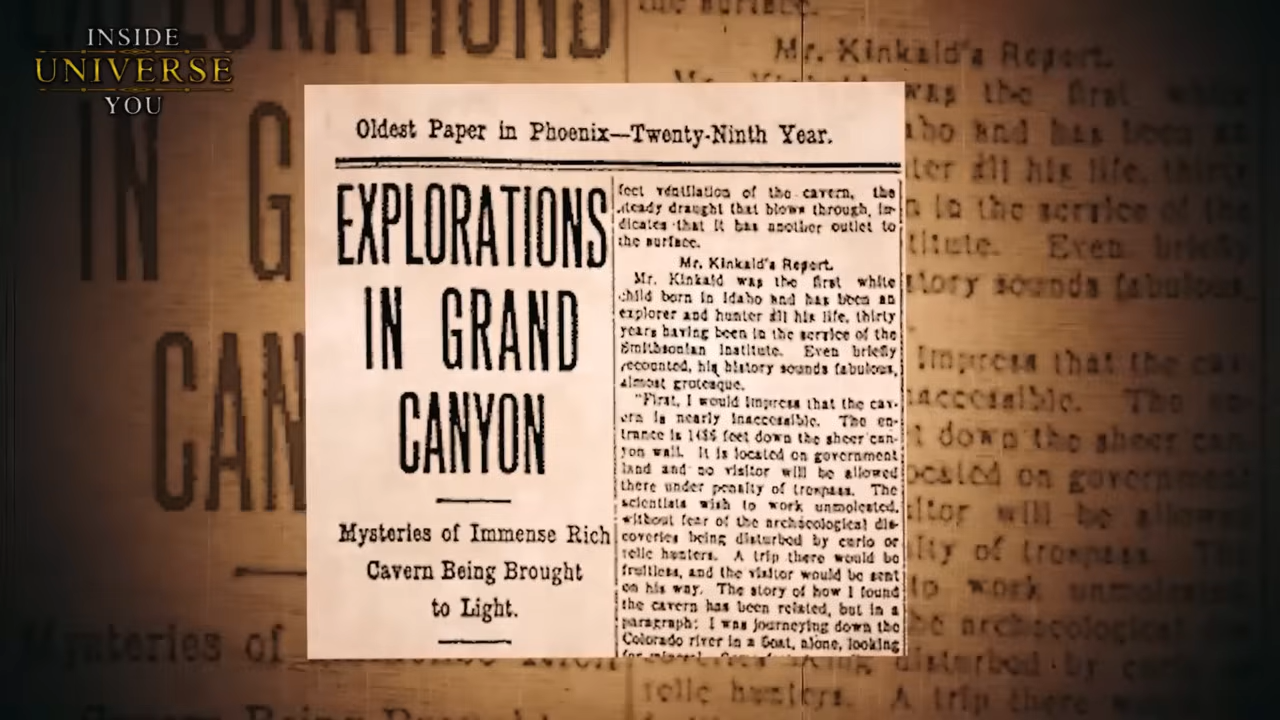 INSIDE
UNIVERSE
YOU
Oldest Paper in Phoenix—Twenty-Ninth Year.
EXPLORATIONS
IN GRAND
CANYON
Mysteries of Immense Rich
Cavern Being Brought
to Light.
fect ventilation of the cavern, the
steady draught that blows through, in-
dicates that it has another outlet to
the surface.
Mr. Kinkaid's Report.
Mr. Kinkaid was the first white
child born in Idaho and has been an
explorer and hunter all his life, thirty
years having been in the service of the
Smithsonian Institute. Even briefly
recounted, his history sounds fabulous,
almost grotesque.
"First, I would impress that the cav-
ern is nearly inaccessible. The en-
trance is 1486 feet down the sheer can-
yon wall. It is located on government
land and no visitor will be allowed
there under penalty of trespass. The
scientists wish to work unmolested,
without fear of the archæological dis-
coveries being disturbed by curio or
relic hunters. A trip there would be
fruitless, and the visitor would be sent
on his way. The story of how I found
the cavern has been related, but in a
paragraph: I was journeying down the
Colorado river in a boat, alone, looking